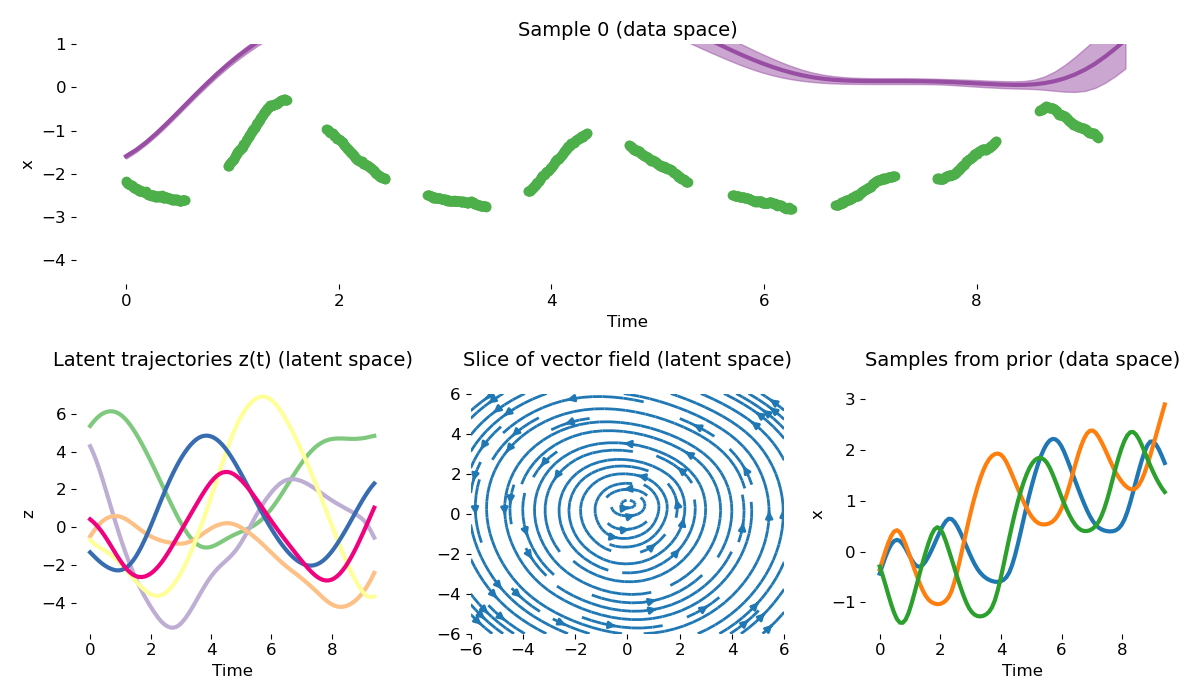 Sample 0 (data space)
1
0
−1
−2
−3
−4
x
0 2 4 6 8
Time
Latent trajectories z(t) (latent space)
6
4
2
0
−2
−4
z
0 2 4 6 8
Time
Slice of vector field (latent space)
6
4
2
0
−2
−4
−6
−6 −4 −2 0 2 4 6
Samples from prior (data space)
3
2
1
0
−1
x
0 2 4 6 8
Time